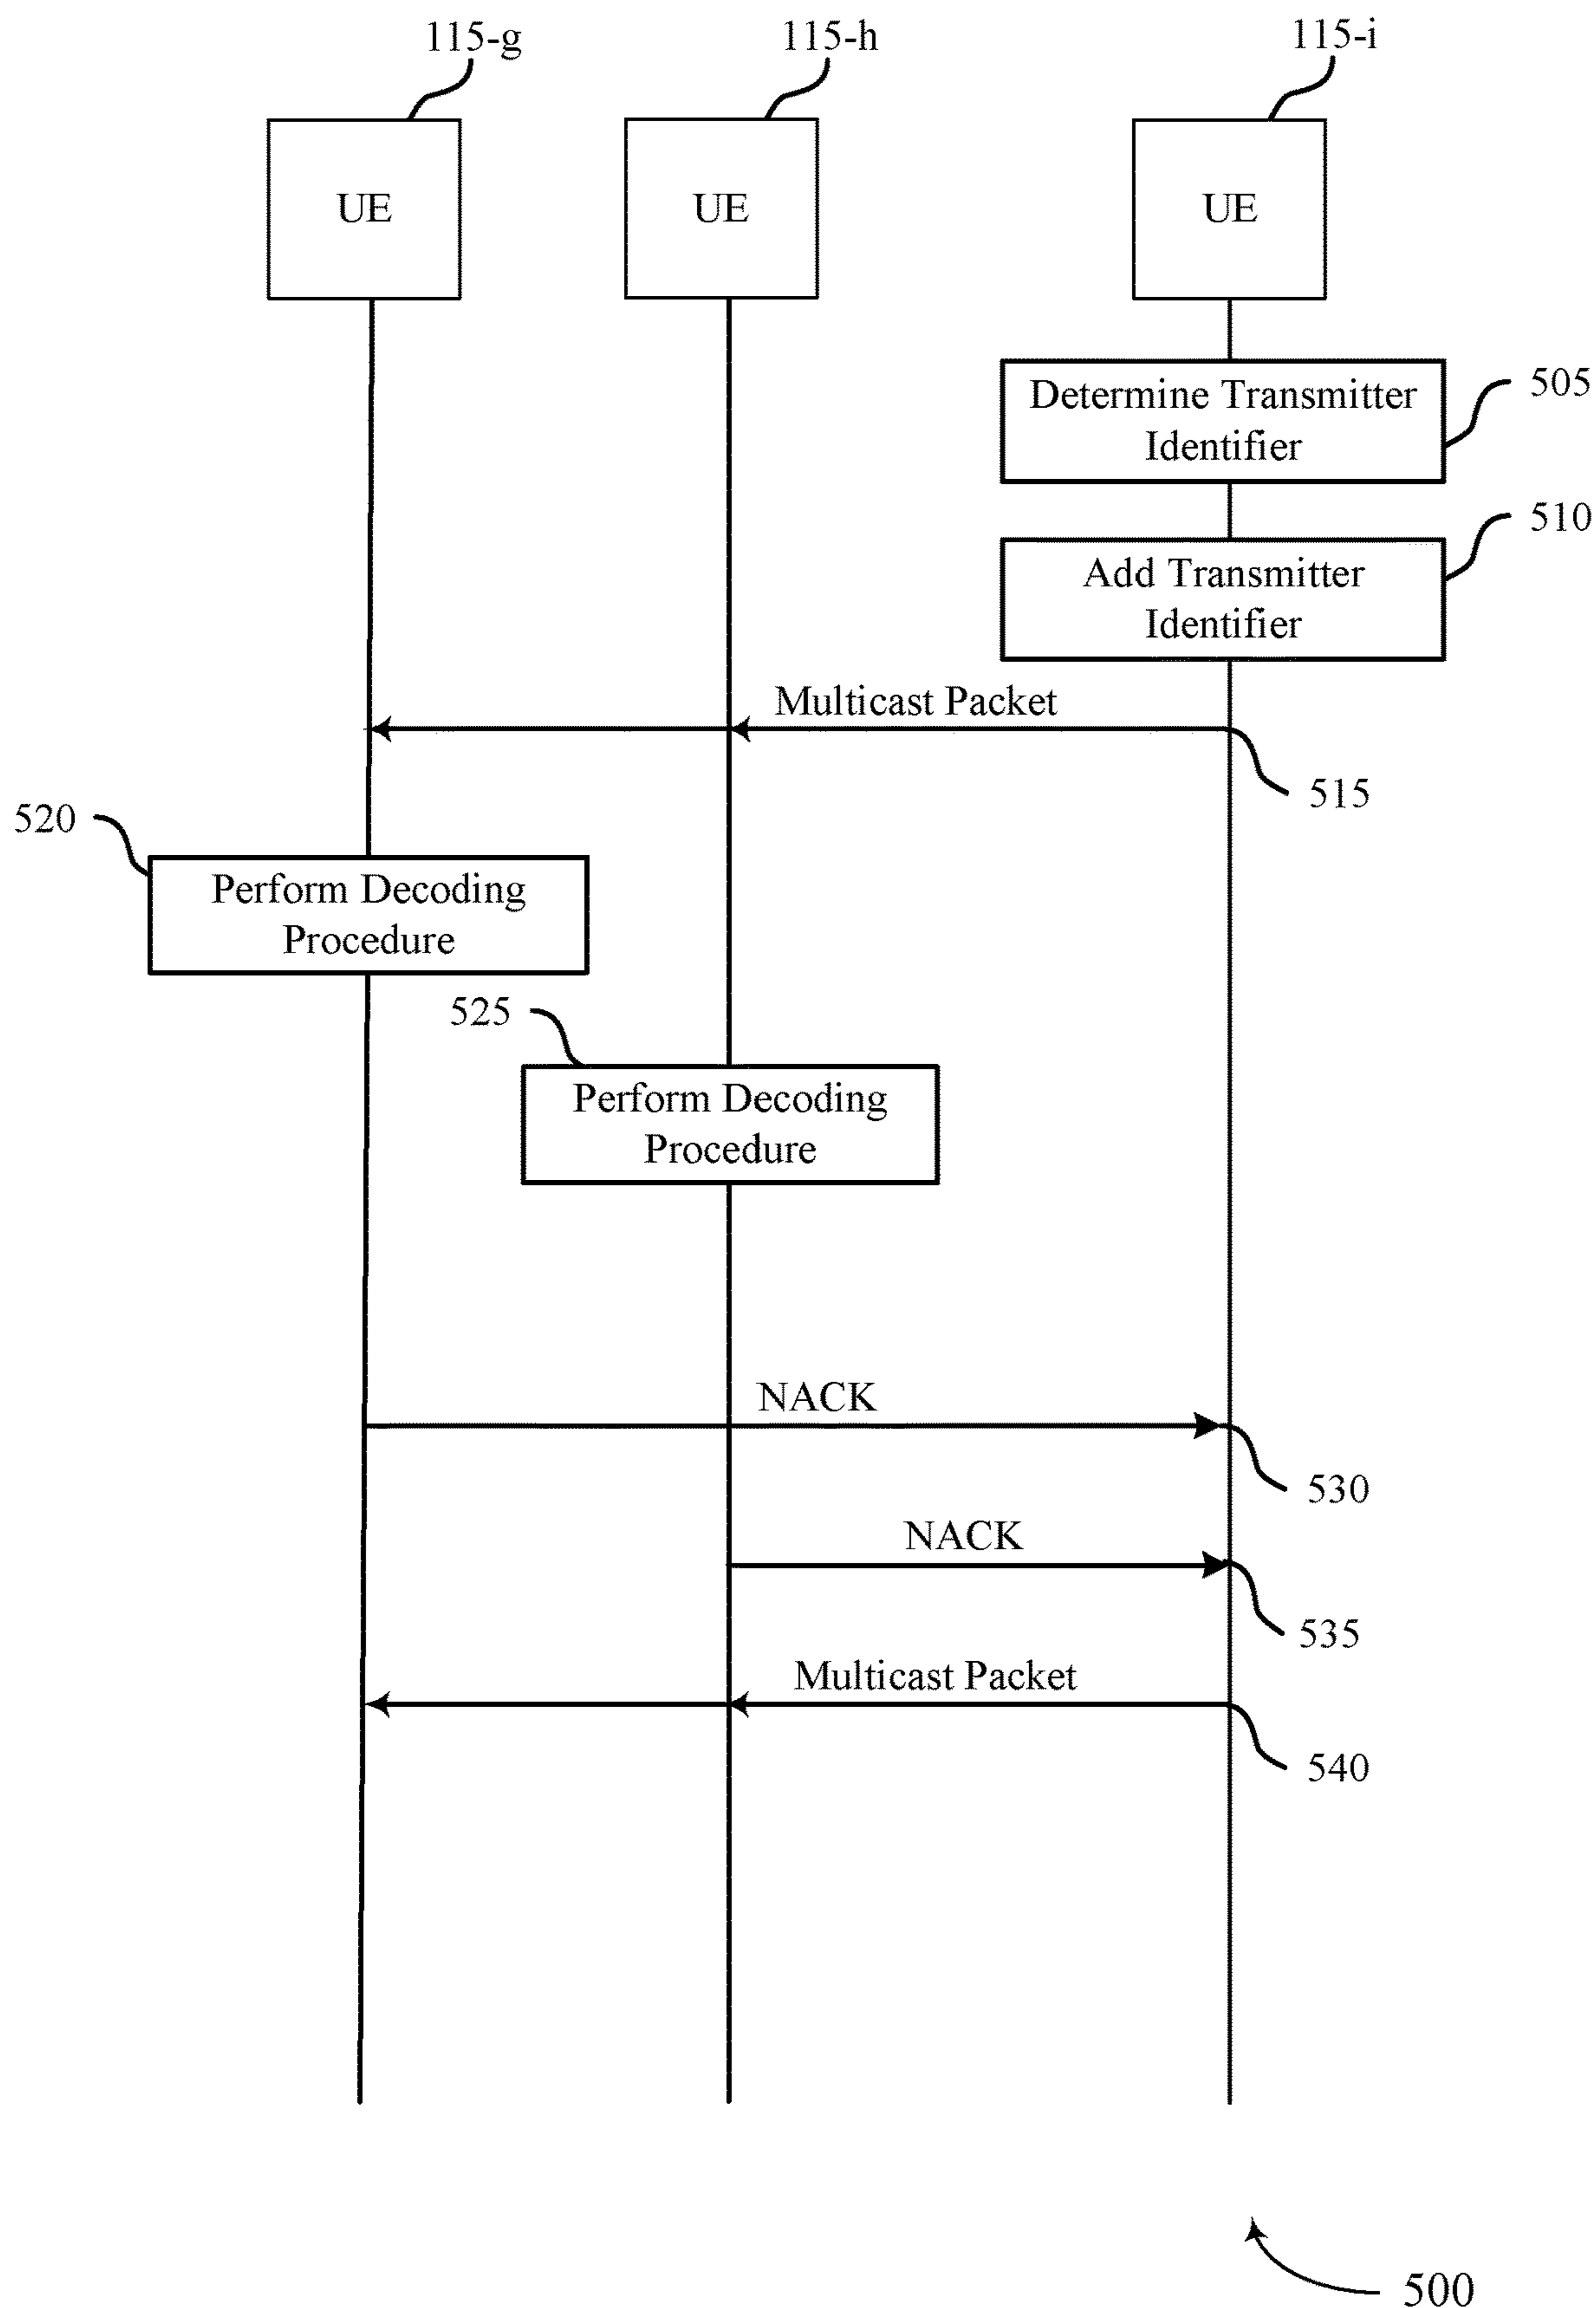 115-g
115-h
115-i
UE
UE
UE
Determine Transmitter
Identifier
505
Add Transmitter
Identifier
510
Multicast Packet
515
520
Perform Decoding
Procedure
525
Perform Decoding
Procedure
NACK
530
NACK
535
Multicast Packet
540
500